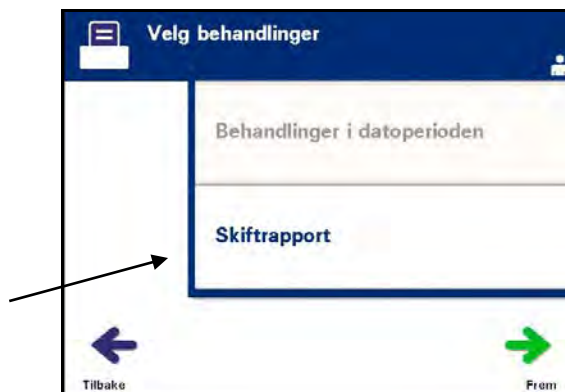 Velg behandlinger
Behandlinger i datoperioden
Skiftrapport
Tilbake
Frem